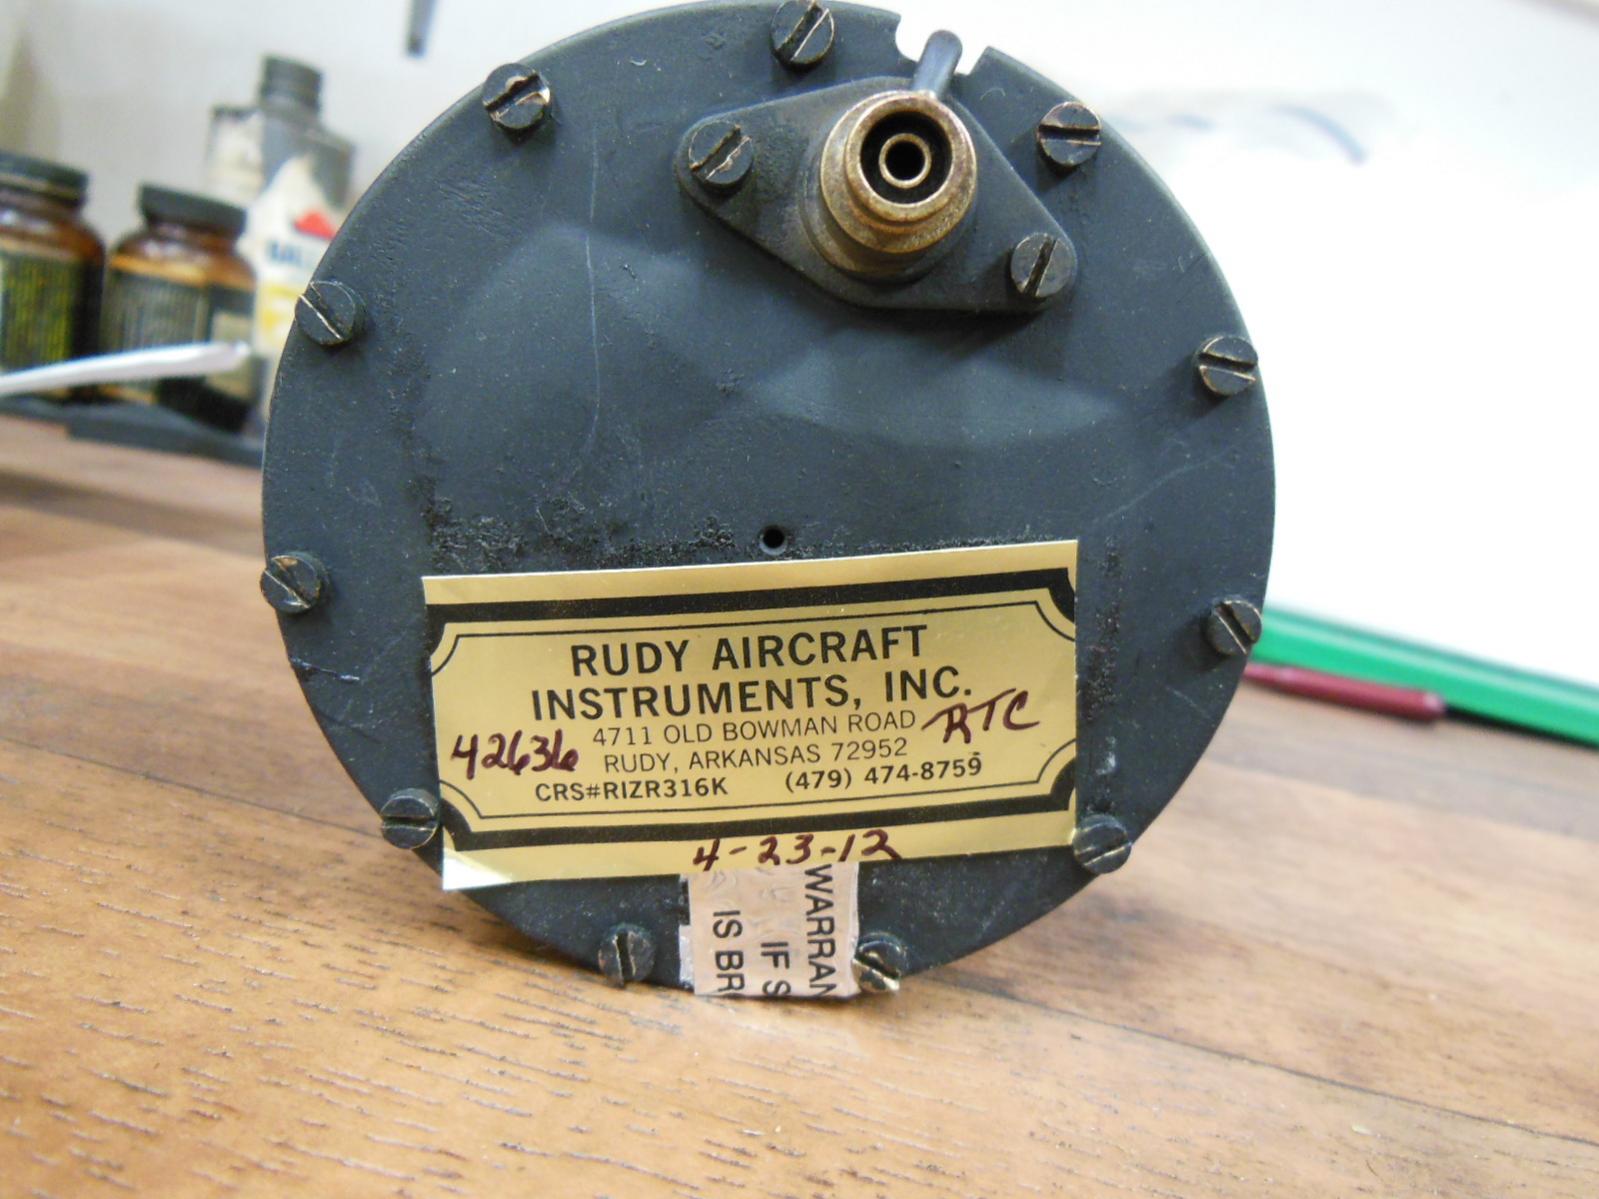 RUDY AIRCRAFT
INSTRUMENTS, INC.
4711 OLD BOWMAN ROAD
RTC
42636
RUDY, ARKANSAS 72952
CRS#RIZR316K (479) 474-8759
4-23-12
WARRAN
IF S
IS BR